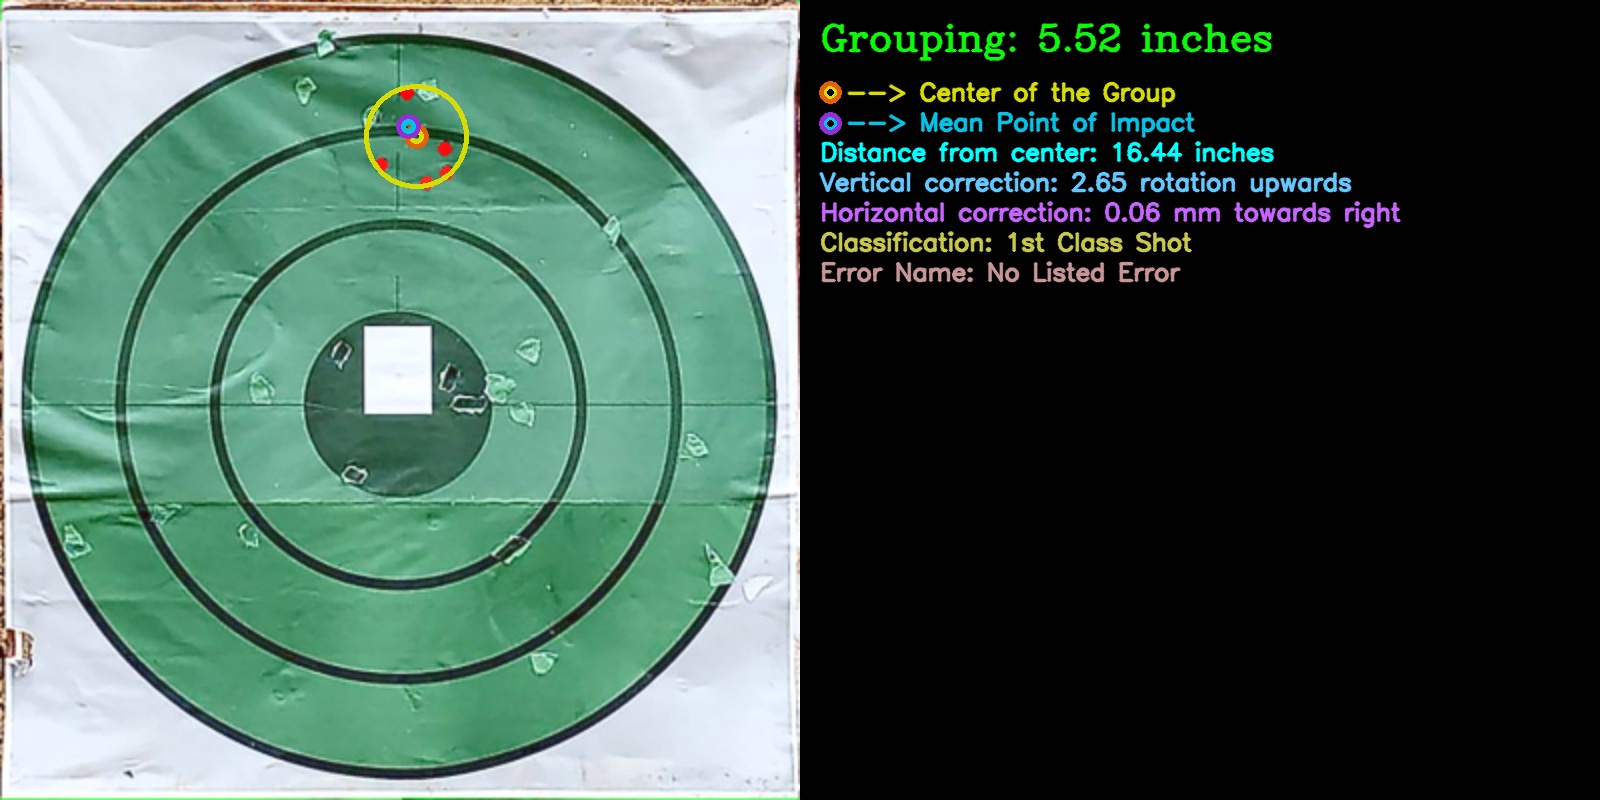 Grouping: 5.52 inches
--> Center of the Group
--> Mean Point of Impact
Distance from center: 16.44 inches
Vertical correction: 2.65 rotation upwards
Horizontal correction: 0.06 mm towards right
Classification: 1st Class Shot
Error Name: No Listed Error